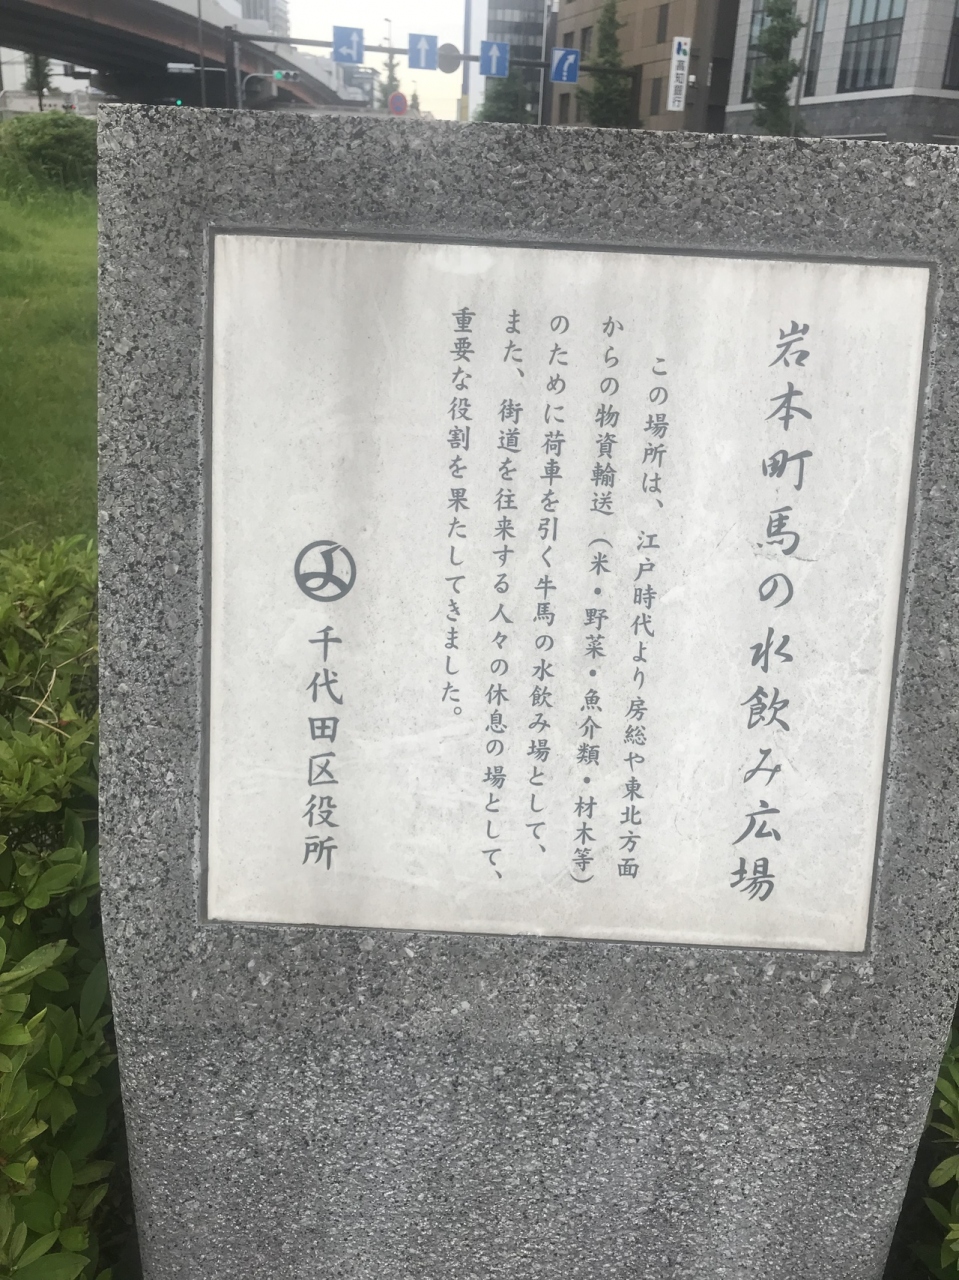 岩本町馬の水飲み広場
この場所は、江戸時代より房総や東北方面
からの物資輸送（米・野菜・魚介類・材木等）
のために荷車を引く牛馬の水飲み場として、
また、街道を往来する人々の休息の場として、
重要な役割を果たしてきました。
千代田区役所
高知銀行